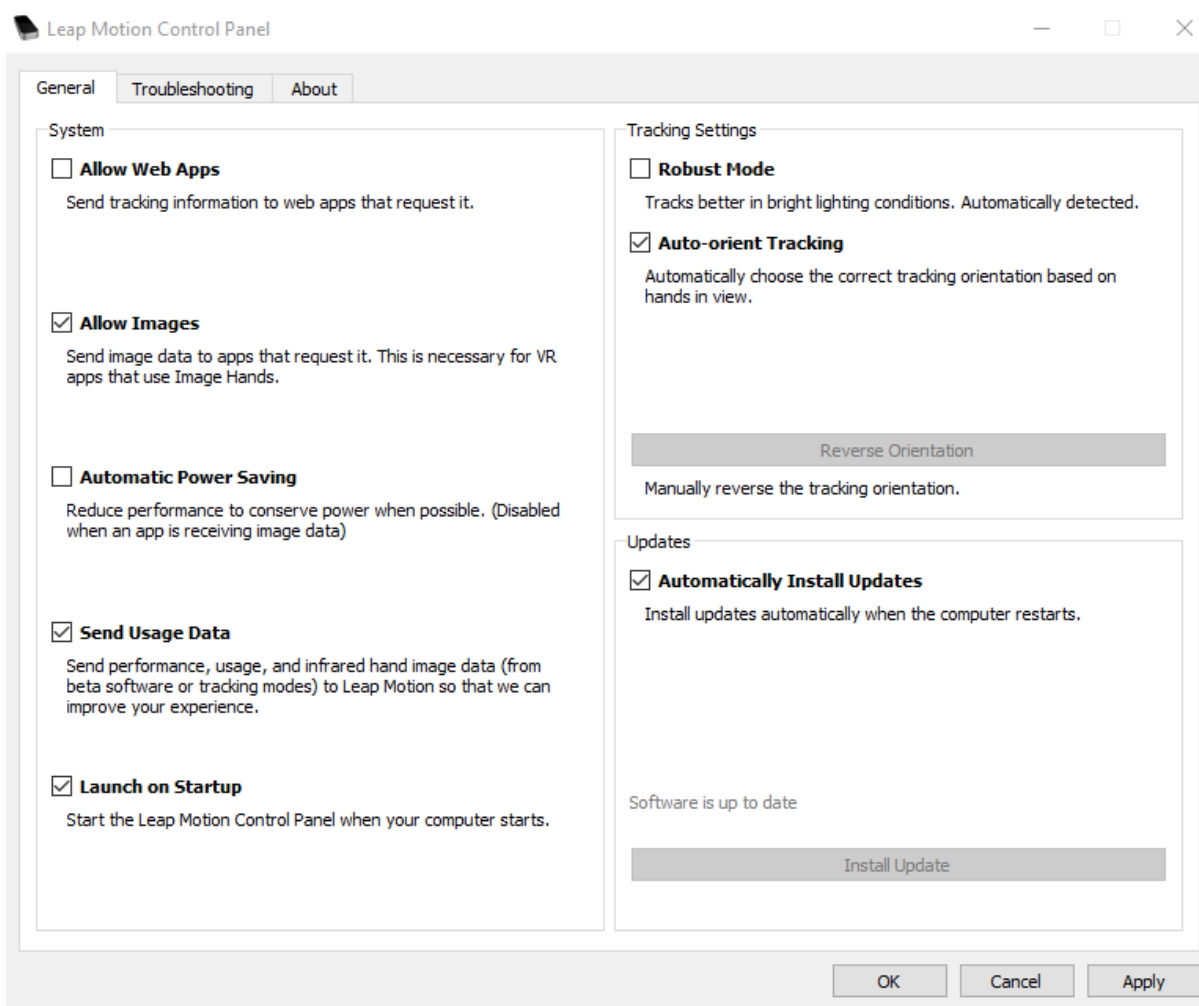 Leap Motion Control Panel
General Troubleshooting About
System
Allow Web Apps
Send tracking information to web apps that request it.
Allow Images
Send image data to apps that request it. This is necessary for VR
apps that use Image Hands.
Automatic Power Saving
Reduce performance to conserve power when possible. (Disabled
when an app is receiving image data)
Send Usage Data
Send performance, usage, and infrared hand image data (from
beta software or tracking modes) to Leap Motion so that we can
improve your experience.
Launch on Startup
Start the Leap Motion Control Panel when your computer starts.
Tracking Settings
Robust Mode
Tracks better in bright lighting conditions. Automatically detected.
Auto-orient Tracking
Automatically choose the correct tracking orientation based on
hands in view.
Reverse Orientation
Manually reverse the tracking orientation.
Updates
Automatically Install Updates
Install updates automatically when the computer restarts.
Software is up to date
Install Update
OK Cancel Apply